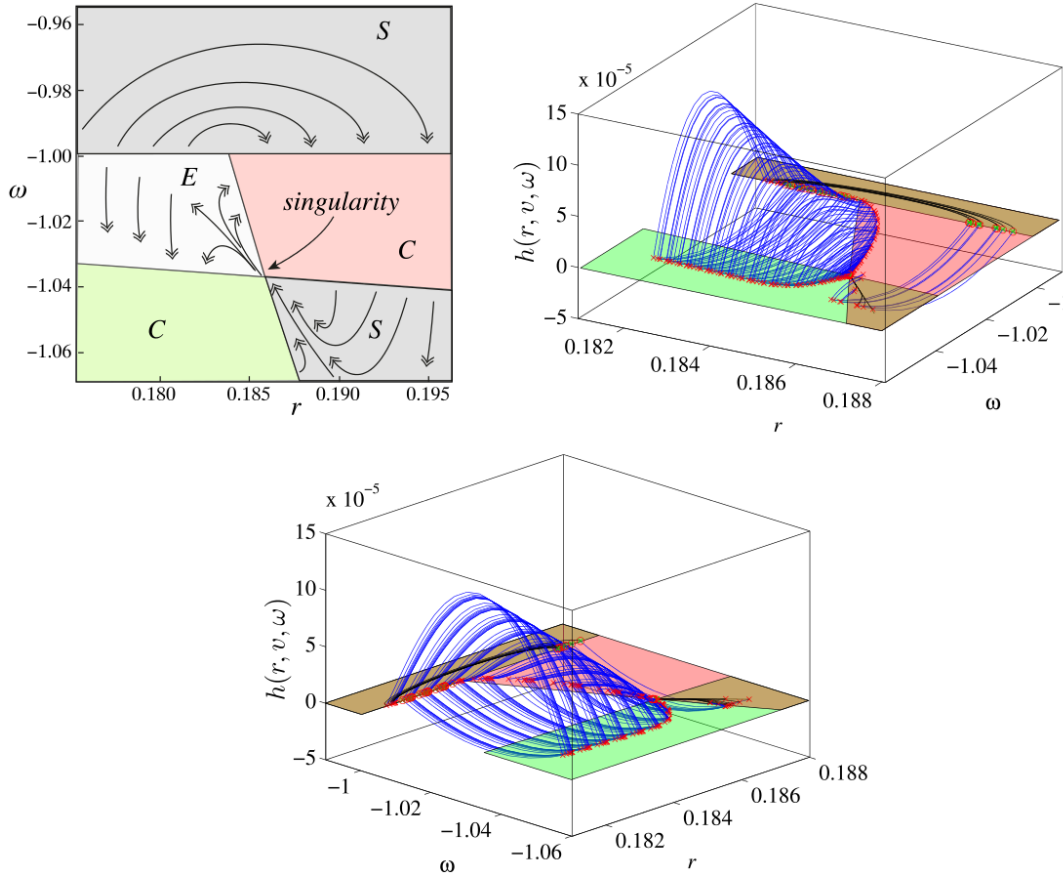 −0.96
S
−0.98
−1.00
E
ω
singularity
−1.02
C
−1.04
C
S
−1.06
0.180
0.185
r
0.190
0.195
x 10⁻⁵
15
10
5
0
−5
h(r, v, ω)
0.182
0.184
0.186
0.188
r
−
−1.02
−1.04
ω
x 10⁻⁵
15
10
5
0
−5
h(r, v, ω)
−1
−1.02
−1.04
−1.06
ω
0.182
0.184
0.186
0.188
r